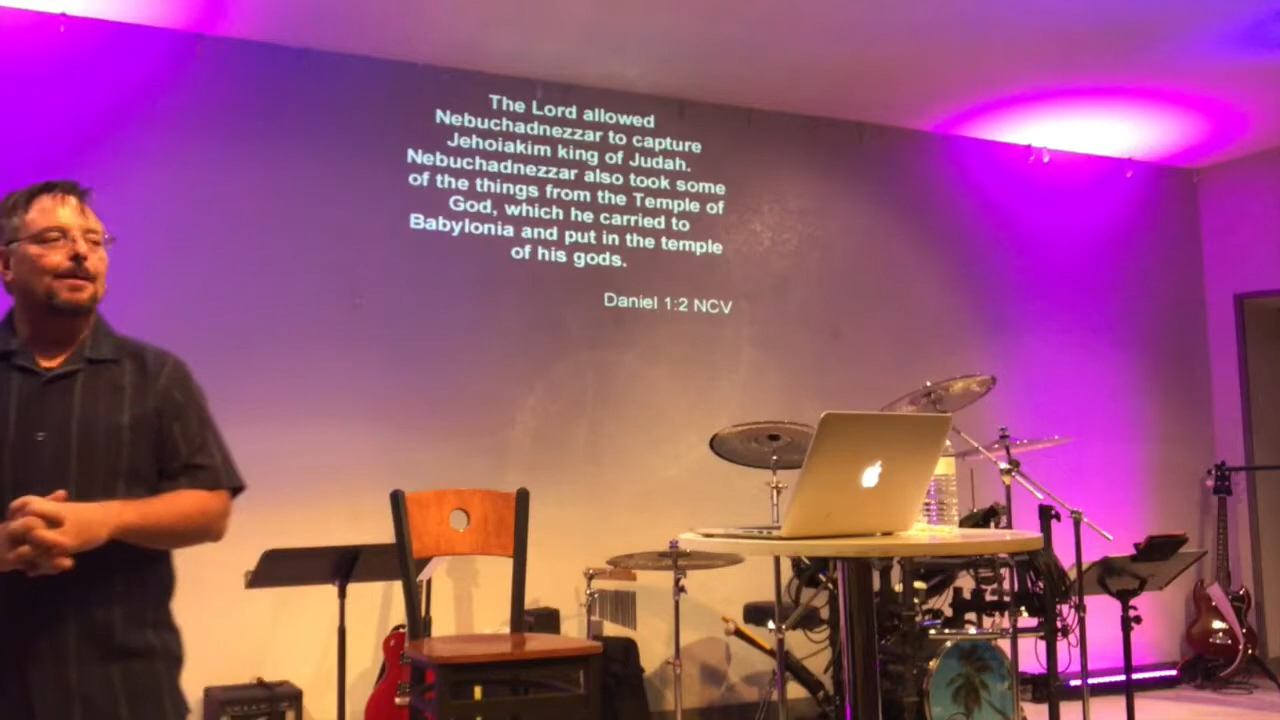 The Lord allowed
Nebuchadnezzar to capture
Jehoiakim king of Judah.
Nebuchadnezzar also took some
of the things from the Temple of
God, which he carried to
Babylonia and put in the temple
of his gods.
Daniel 1:2 NCV